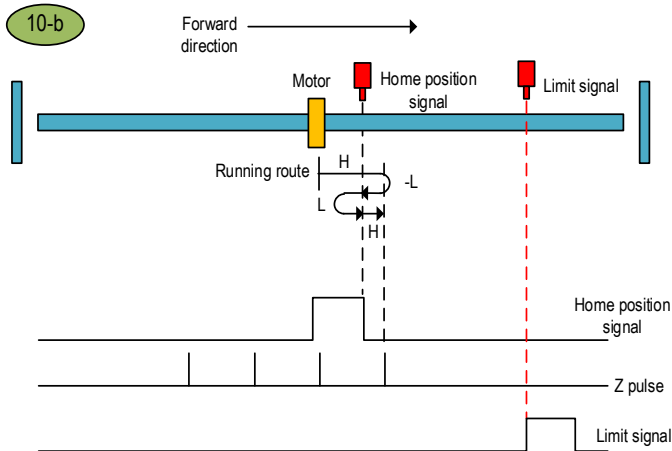 10-b
Forward
direction
Motor
Home position
signal
Limit signal
Running route
H
-L
L
H
Home position
signal
Z pulse
Limit signal